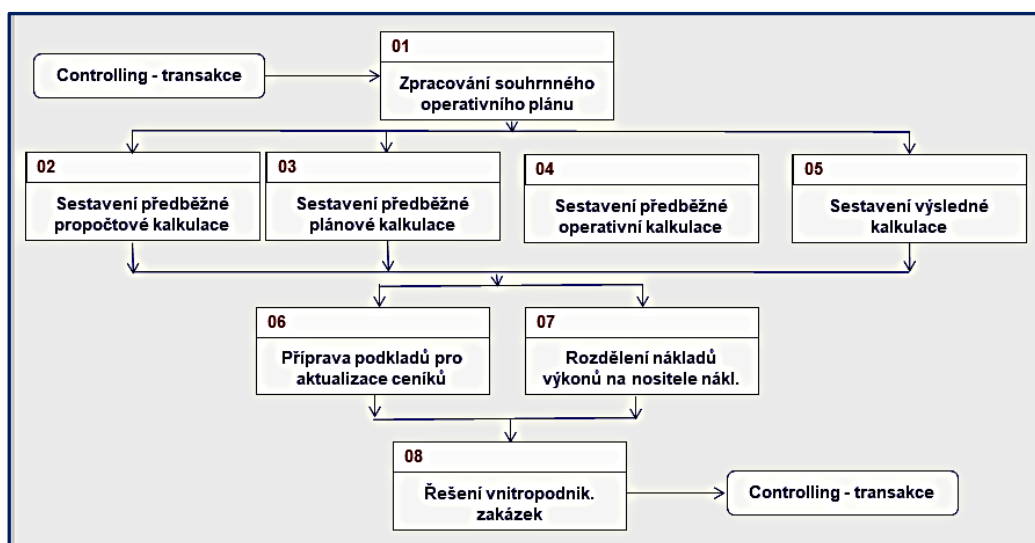 01
Controlling - transakce
Zpracování souhrnného
operativního plánu
02
Sestavení předběžné
propočtové kalkulace
03
Sestavení předběžné
plánové kalkulace
04
Sestavení předběžné
operativní kalkulace
05
Sestavení výsledné
kalkulace
06
Příprava podkladů pro
aktualizace ceníků
07
Rozdělení nákladů
výkonů na nositele nákl.
08
Řešení vnitropodnik.
zakázek
Controlling - transakce